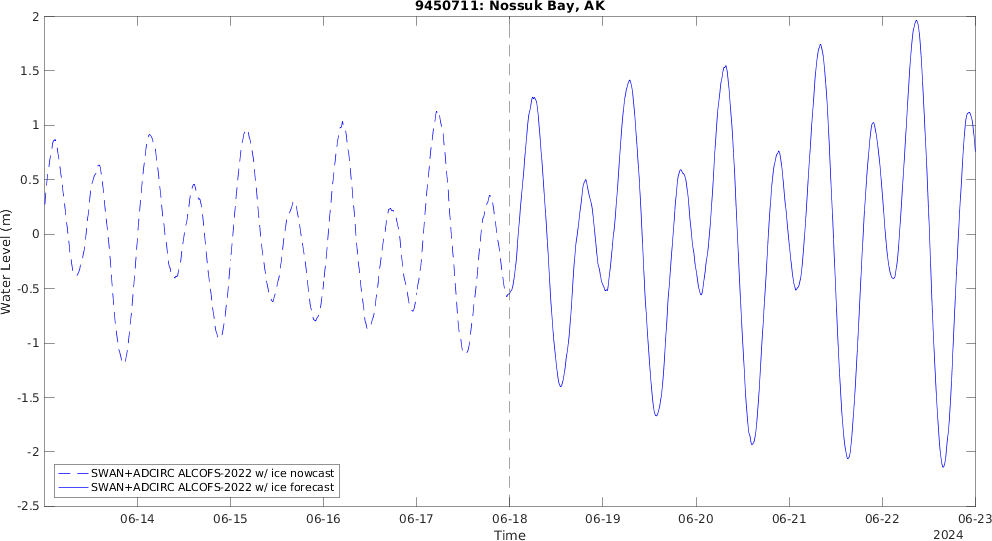 9450711: Nossuk Bay, AK
2
1.5
1
0.5
0
-0.5
-1
-1.5
-2
-2.5
Water Level (m)
SWAN+ADCIRC ALCOFS-2022 w/ ice nowcast
SWAN+ADCIRC ALCOFS-2022 w/ ice forecast
06-14 06-15 06-16 06-17 06-18 06-19 06-20 06-21 06-22 06-23
Time
2024